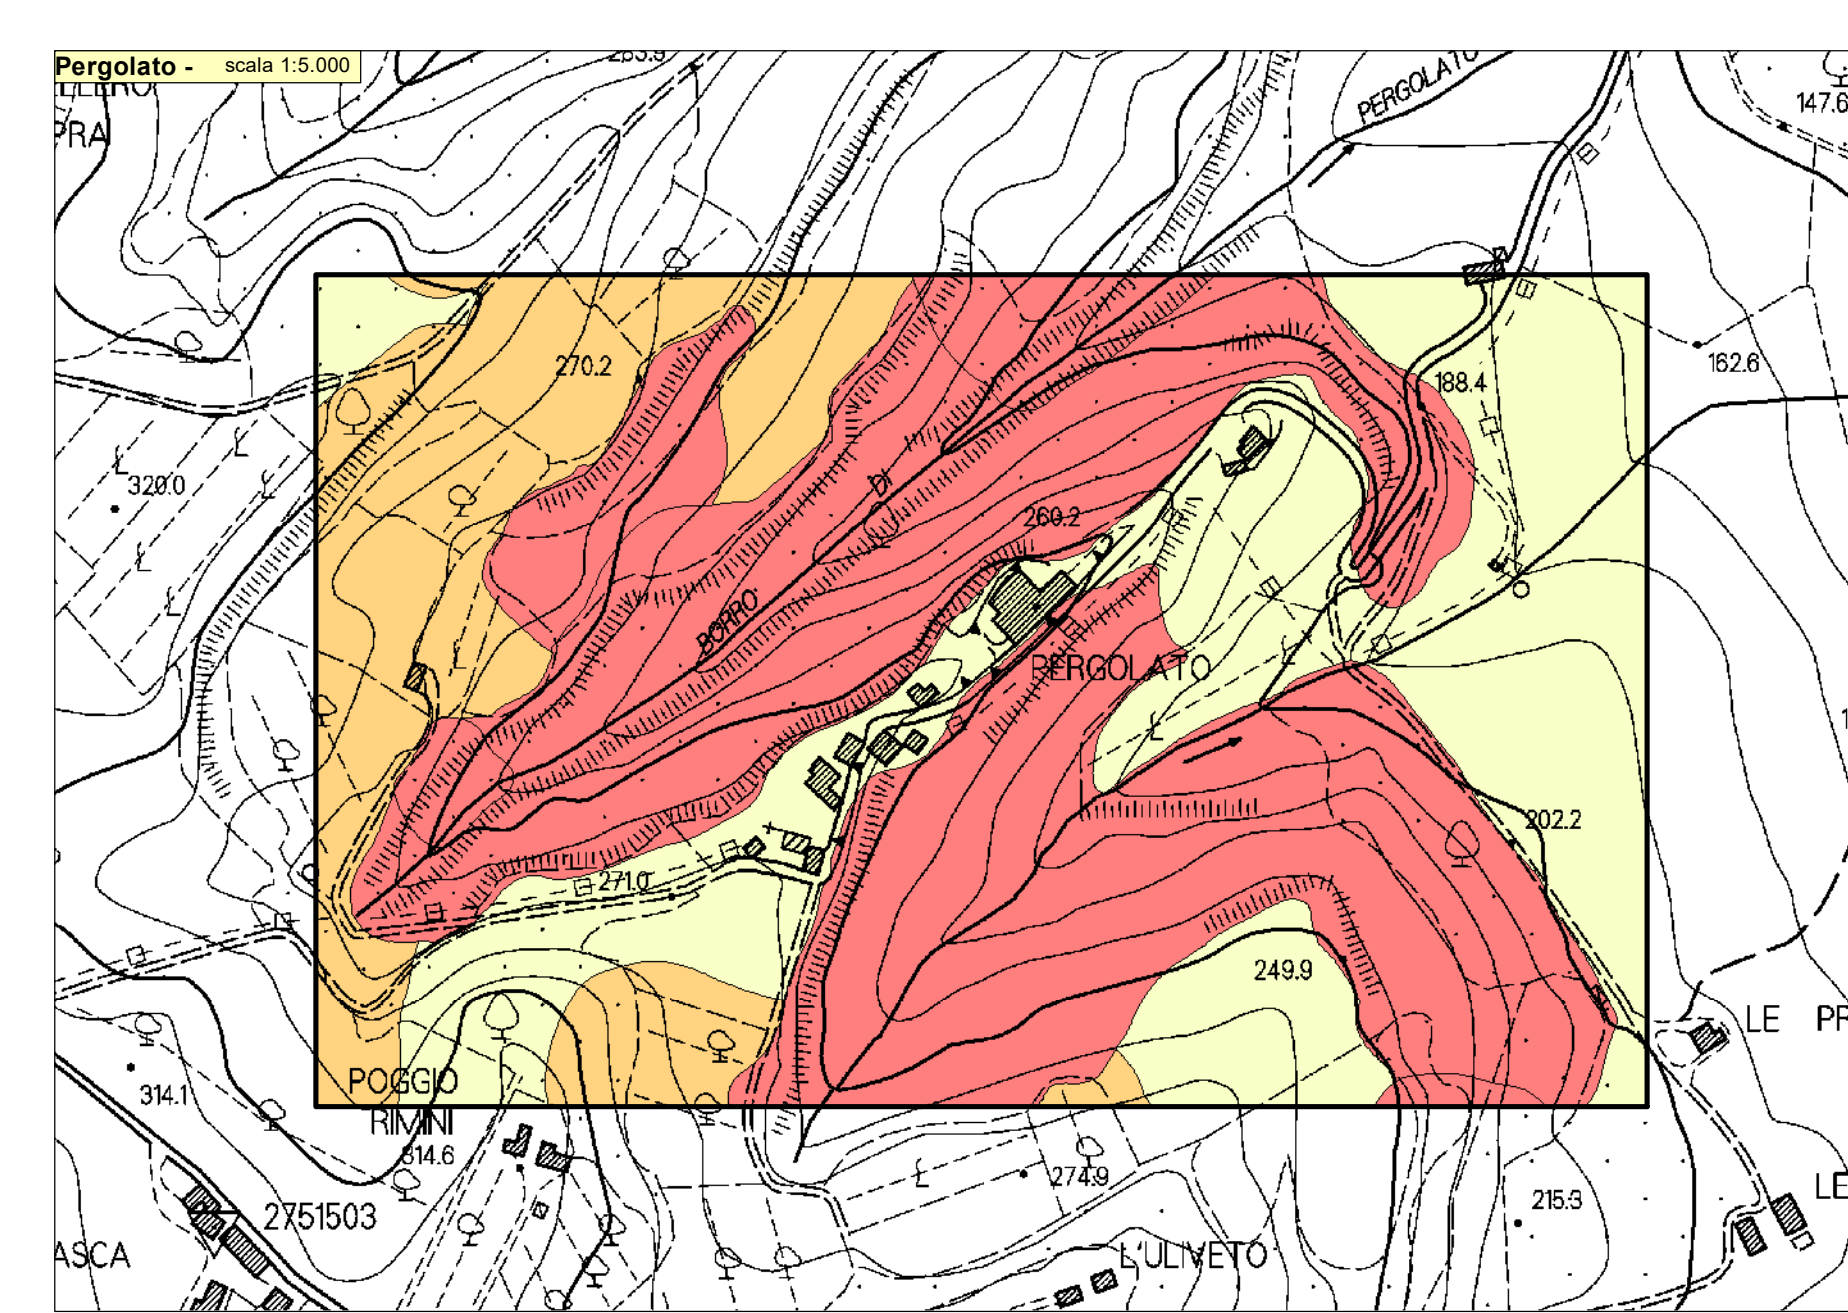 Pergolato - scala 1:5.000
PRA
PERGOLATO
147.6
270.2
188.4
162.6
320.0
DI
260.2
BORRO
PERGOLATO
202.2
271.0
249.9
LE PR
POGGIO
RIMINI
314.1
314.6
274.9
215.3
LE
2751503
ASCA
L'ULIVETO